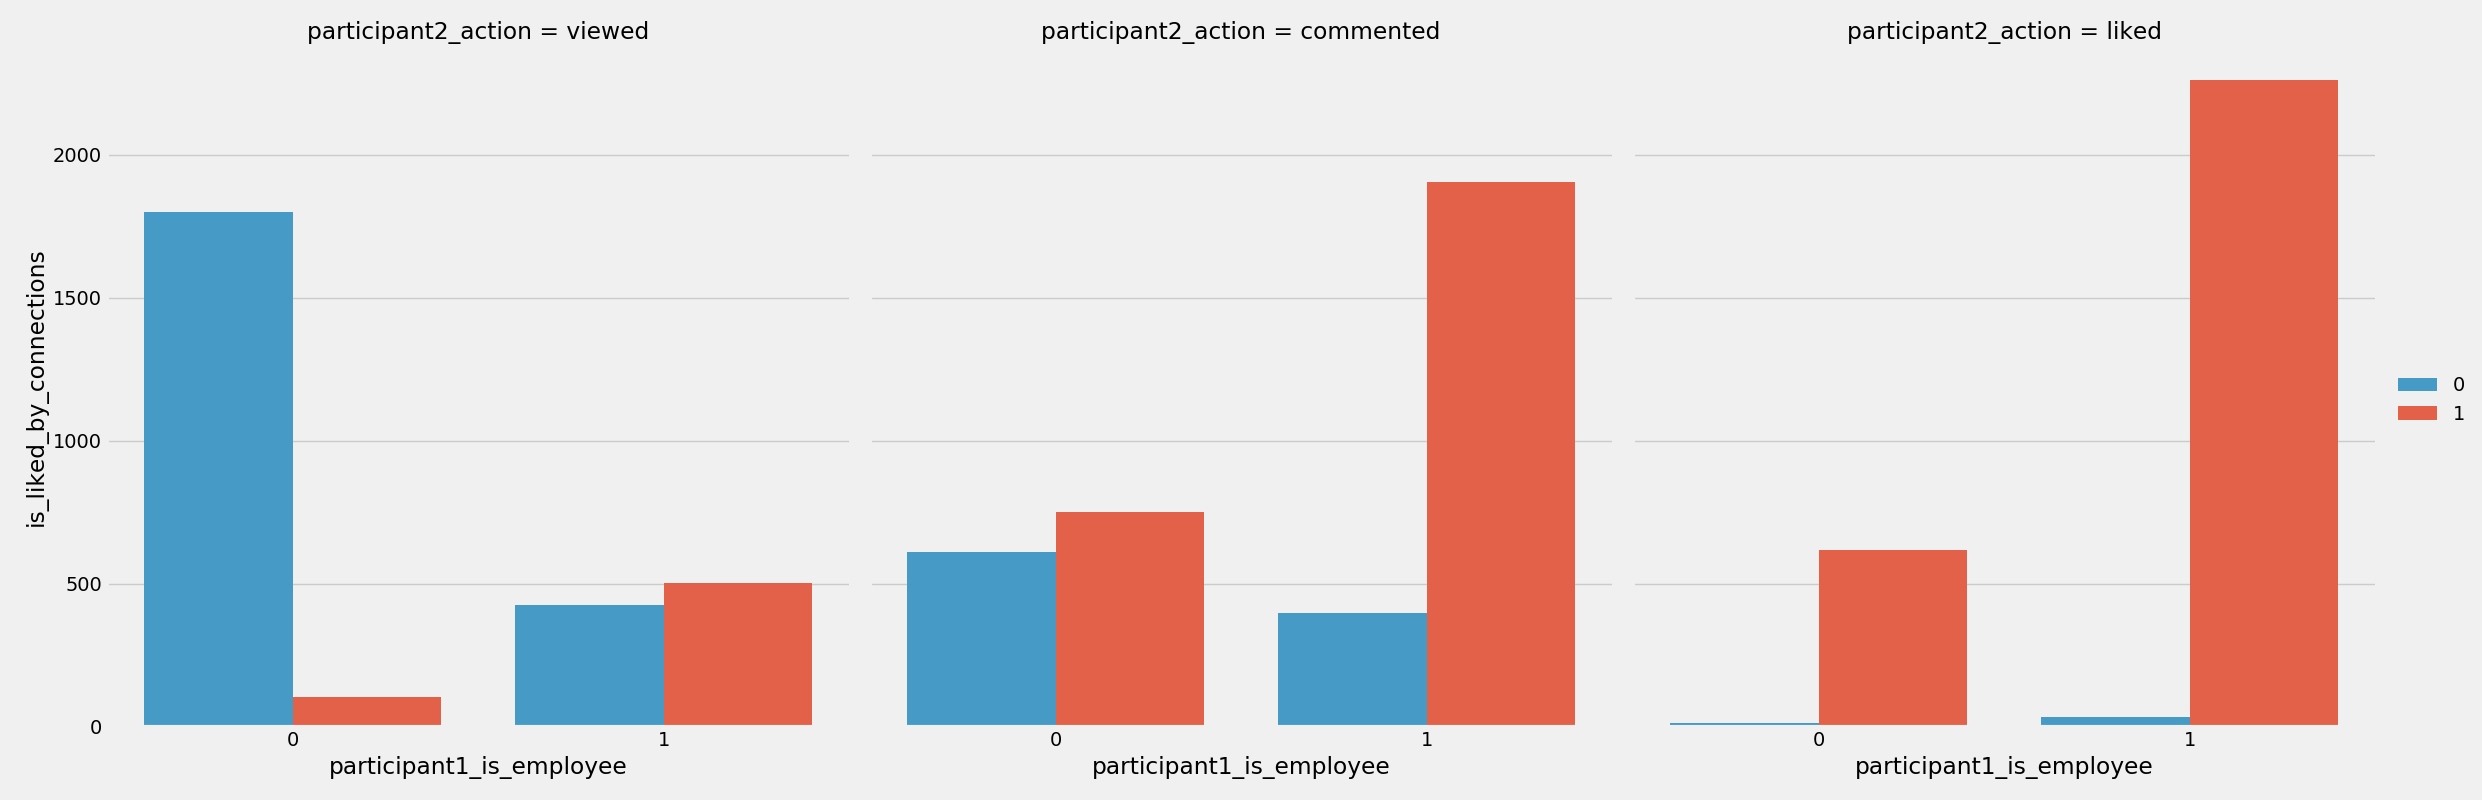 participant2_action = viewed
participant2_action = commented
participant2_action = liked
is_liked_by_connections
2000
1500
1000
500
0
0
1
0
1
0
1
participant1_is_employee
participant1_is_employee
participant1_is_employee
0
1